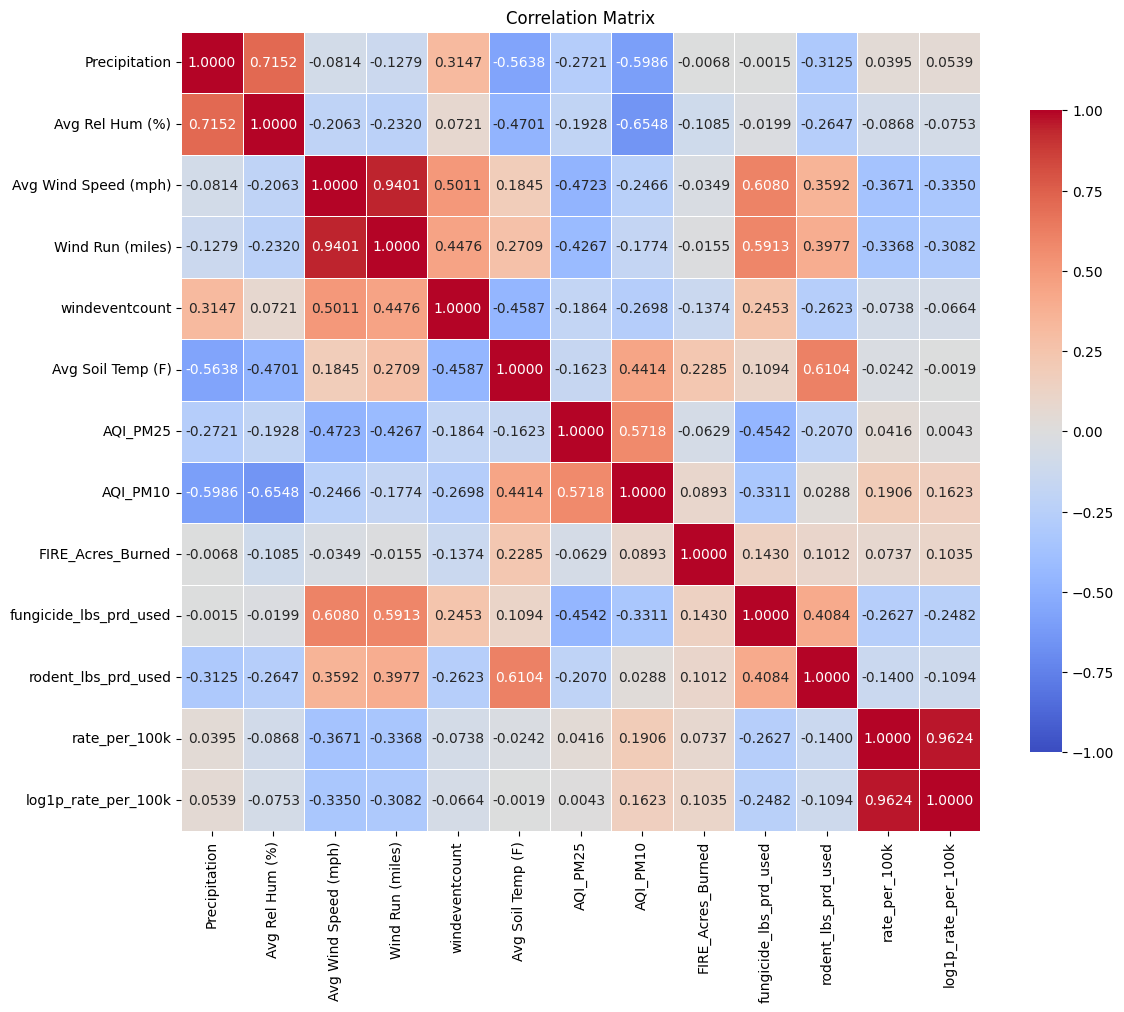 Correlation Matrix
Precipitation 1.0000 0.7152 -0.0814 -0.1279 0.3147 -0.5638 -0.2721 -0.5986 -0.0068 -0.0015 -0.3125 0.0395 0.0539
Avg Rel Hum (%) 0.7152 1.0000 -0.2063 -0.2320 0.0721 -0.4701 -0.1928 -0.6548 -0.1085 -0.0199 -0.2647 -0.0868 -0.0753
Avg Wind Speed (mph) -0.0814 -0.2063 1.0000 0.9401 0.5011 0.1845 -0.4723 -0.2466 -0.0349 0.6080 0.3592 -0.3671 -0.3350
Wind Run (miles) -0.1279 -0.2320 0.9401 1.0000 0.4476 0.2709 -0.4267 -0.1774 -0.0155 0.5913 0.3977 -0.3368 -0.3082
windeventcount 0.3147 0.0721 0.5011 0.4476 1.0000 -0.4587 -0.1864 -0.2698 -0.1374 0.2453 -0.2623 -0.0738 -0.0664
Avg Soil Temp (F) -0.5638 -0.4701 0.1845 0.2709 -0.4587 1.0000 -0.1623 0.4414 0.2285 0.1094 0.6104 -0.0242 -0.0019
AQI_PM25 -0.2721 -0.1928 -0.4723 -0.4267 -0.1864 -0.1623 1.0000 0.5718 -0.0629 -0.4542 -0.2070 0.0416 0.0043
AQI_PM10 -0.5986 -0.6548 -0.2466 -0.1774 -0.2698 0.4414 0.5718 1.0000 0.0893 -0.3311 0.0288 0.1906 0.1623
FIRE_Acres_Burned -0.0068 -0.1085 -0.0349 -0.0155 -0.1374 0.2285 -0.0629 0.0893 1.0000 0.1430 0.1012 0.0737 0.1035
fungicide_lbs_prd_used -0.0015 -0.0199 0.6080 0.5913 0.2453 0.1094 -0.4542 -0.3311 0.1430 1.0000 0.4084 -0.2627 -0.2482
rodent_lbs_prd_used -0.3125 -0.2647 0.3592 0.3977 -0.2623 0.6104 -0.2070 0.0288 0.1012 0.4084 1.0000 -0.1400 -0.1094
rate_per_100k 0.0395 -0.0868 -0.3671 -0.3368 -0.0738 -0.0242 0.0416 0.1906 0.0737 -0.2627 -0.1400 1.0000 0.9624
log1p_rate_per_100k 0.0539 -0.0753 -0.3350 -0.3082 -0.0664 -0.0019 0.0043 0.1623 0.1035 -0.2482 -0.1094 0.9624 1.0000
Precipitation
Avg Rel Hum (%)
Avg Wind Speed (mph)
Wind Run (miles)
windeventcount
Avg Soil Temp (F)
AQI_PM25
AQI_PM10
FIRE_Acres_Burned
fungicide_lbs_prd_used
rodent_lbs_prd_used
rate_per_100k
log1p_rate_per_100k
1.00
0.75
0.50
0.25
0.00
−0.25
−0.50
−0.75
−1.00